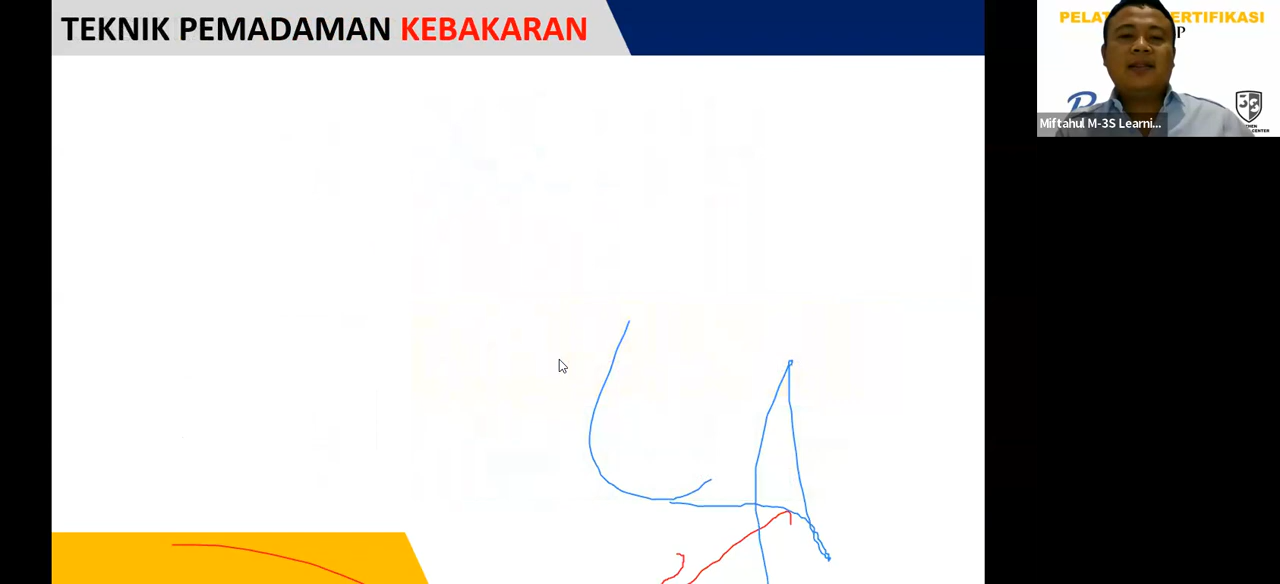 TEKNIK PEMADAMAN KEBAKARAN
PELAT ERTIFIKASI
P
Miftahul M-3S Learni...